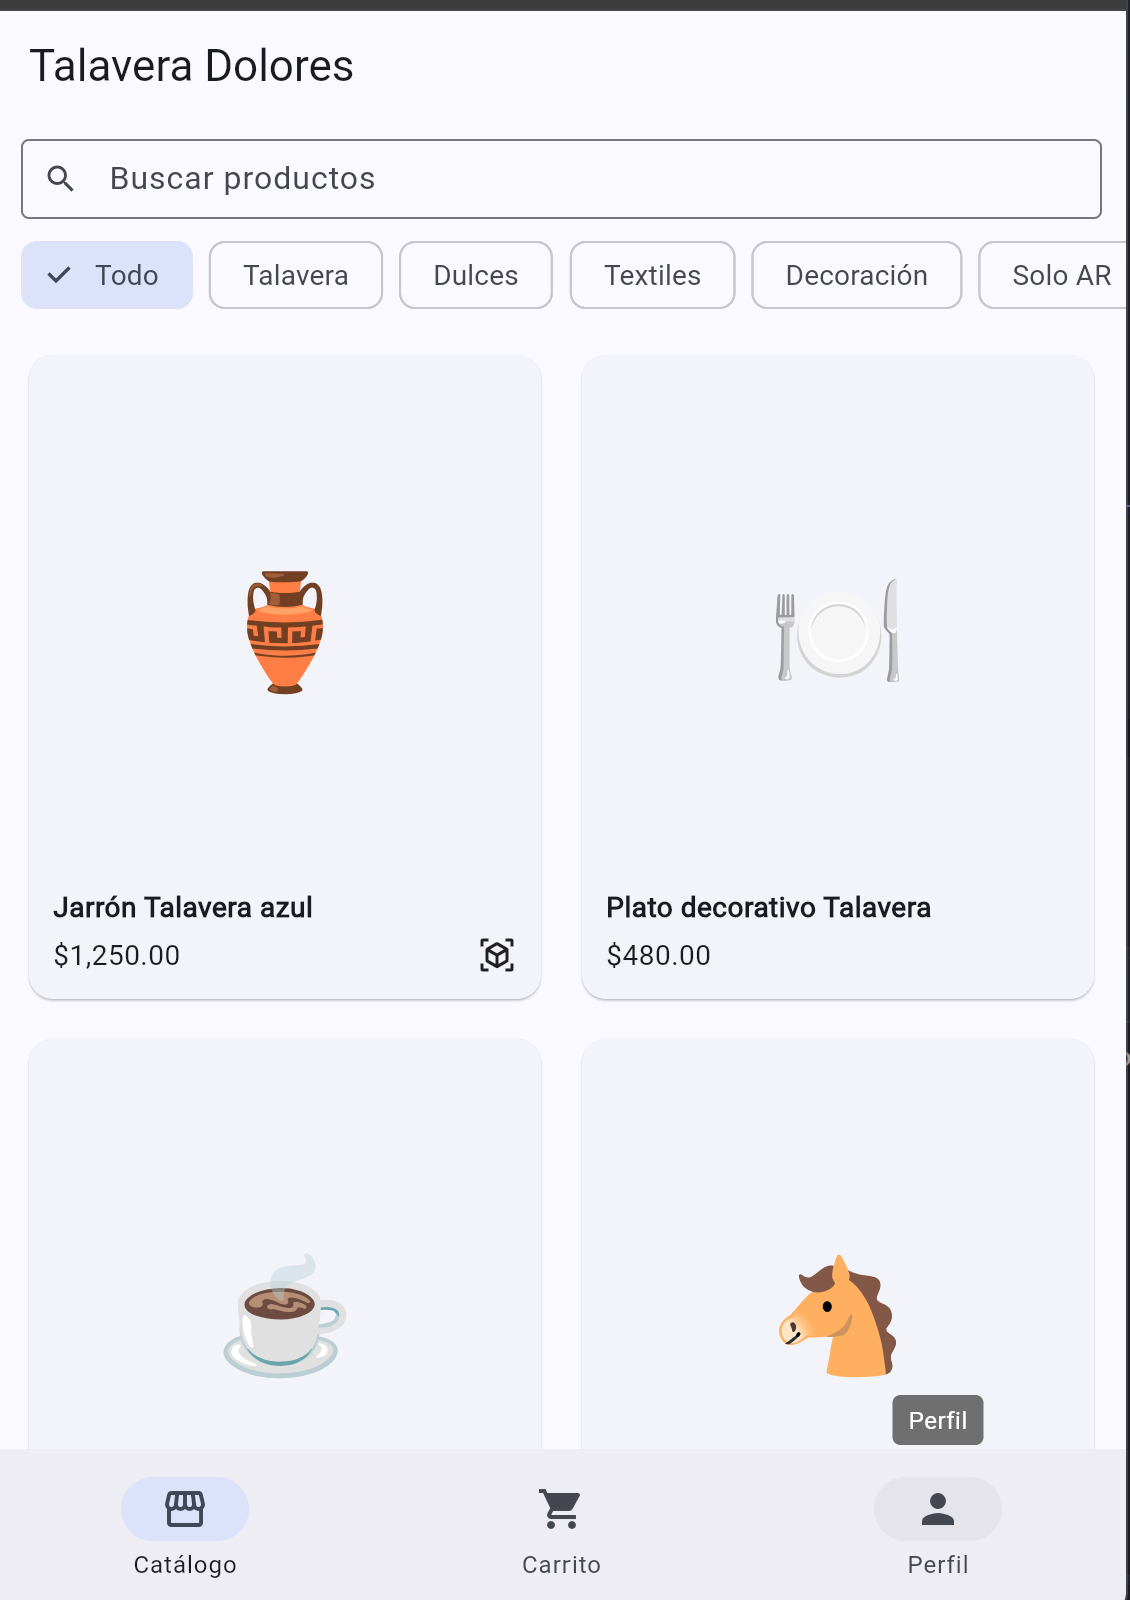 Talavera Dolores
Buscar productos
Todo
Talavera
Dulces
Textiles
Decoración
Solo AR
Jarrón Talavera azul
$1,250.00
Plato decorativo Talavera
$480.00
Perfil
Catálogo
Carrito
Perfil